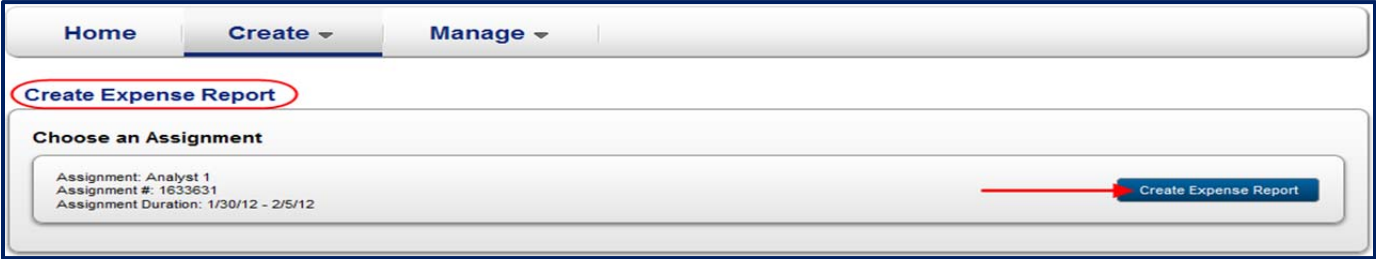 Home Create Manage
Create Expense Report
Choose an Assignment
Assignment: Analyst 1
Assignment #: 1633631
Assignment Duration: 1/30/12 - 2/5/12
Create Expense Report